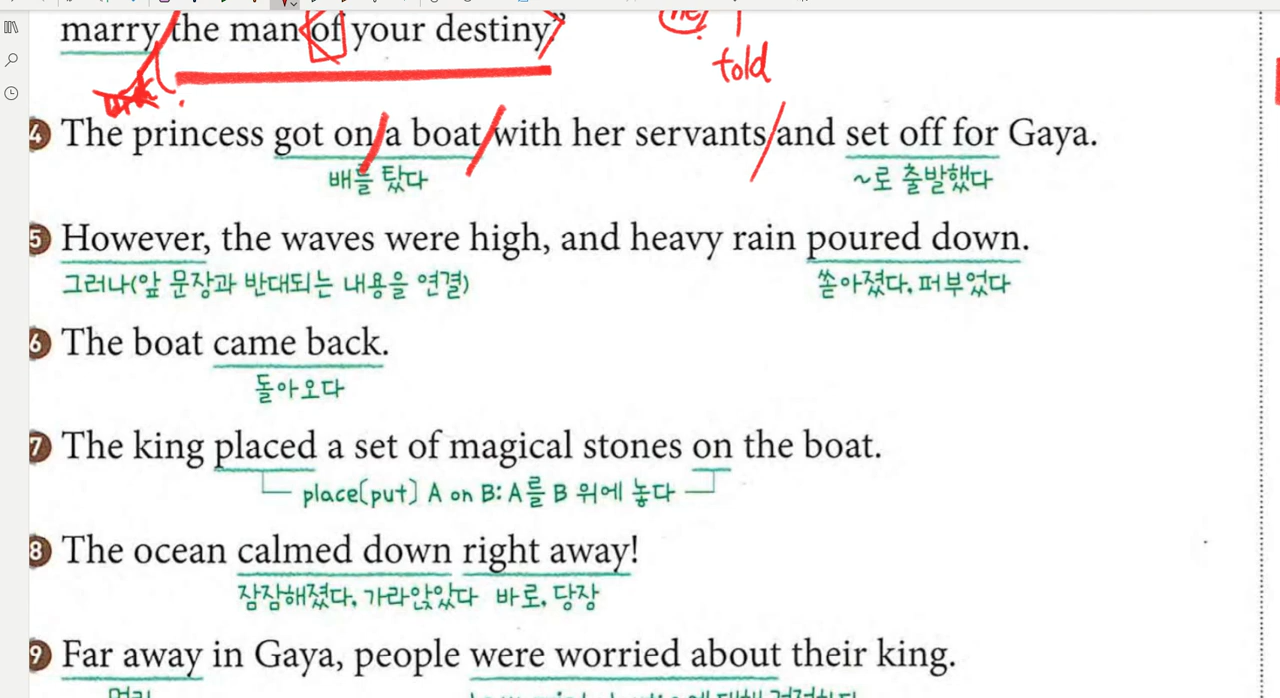 marry the man of your destiny."
told
4 The princess got on a boat with her servants and set off for Gaya.
배를 탔다 ~로 출발했다
5 However, the waves were high, and heavy rain poured down.
그러나(앞 문장과 반대되는 내용을 연결) 쏟아졌다, 퍼부었다
6 The boat came back.
돌아오다
7 The king placed a set of magical stones on the boat.
place(put) A on B: A를 B 위에 놓다
8 The ocean calmed down right away!
잠잠해졌다, 가라앉았다 바로, 당장
9 Far away in Gaya, people were worried about their king.